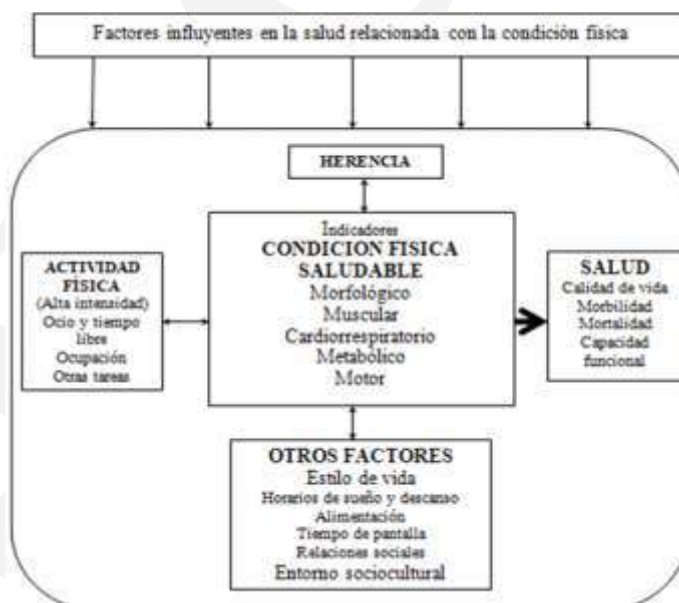 Factores influyentes en la salud relacionada con la condición física
HERENCIA
Indicadores
CONDICION FISICA
SALUDABLE
Morfológico
Muscular
Cardiorrespiratorio
Metabólico
Motor
ACTIVIDAD
FÍSICA
(Alta intensidad)
Ocio y tiempo
libre
Ocupación
Otras tareas
SALUD
Calidad de vida
Morbilidad
Mortalidad
Capacidad
funcional
OTROS FACTORES
Estilo de vida
Horarios de sueño y descanso
Alimentación
Tiempo de pantalla
Relaciones sociales
Entorno sociocultural